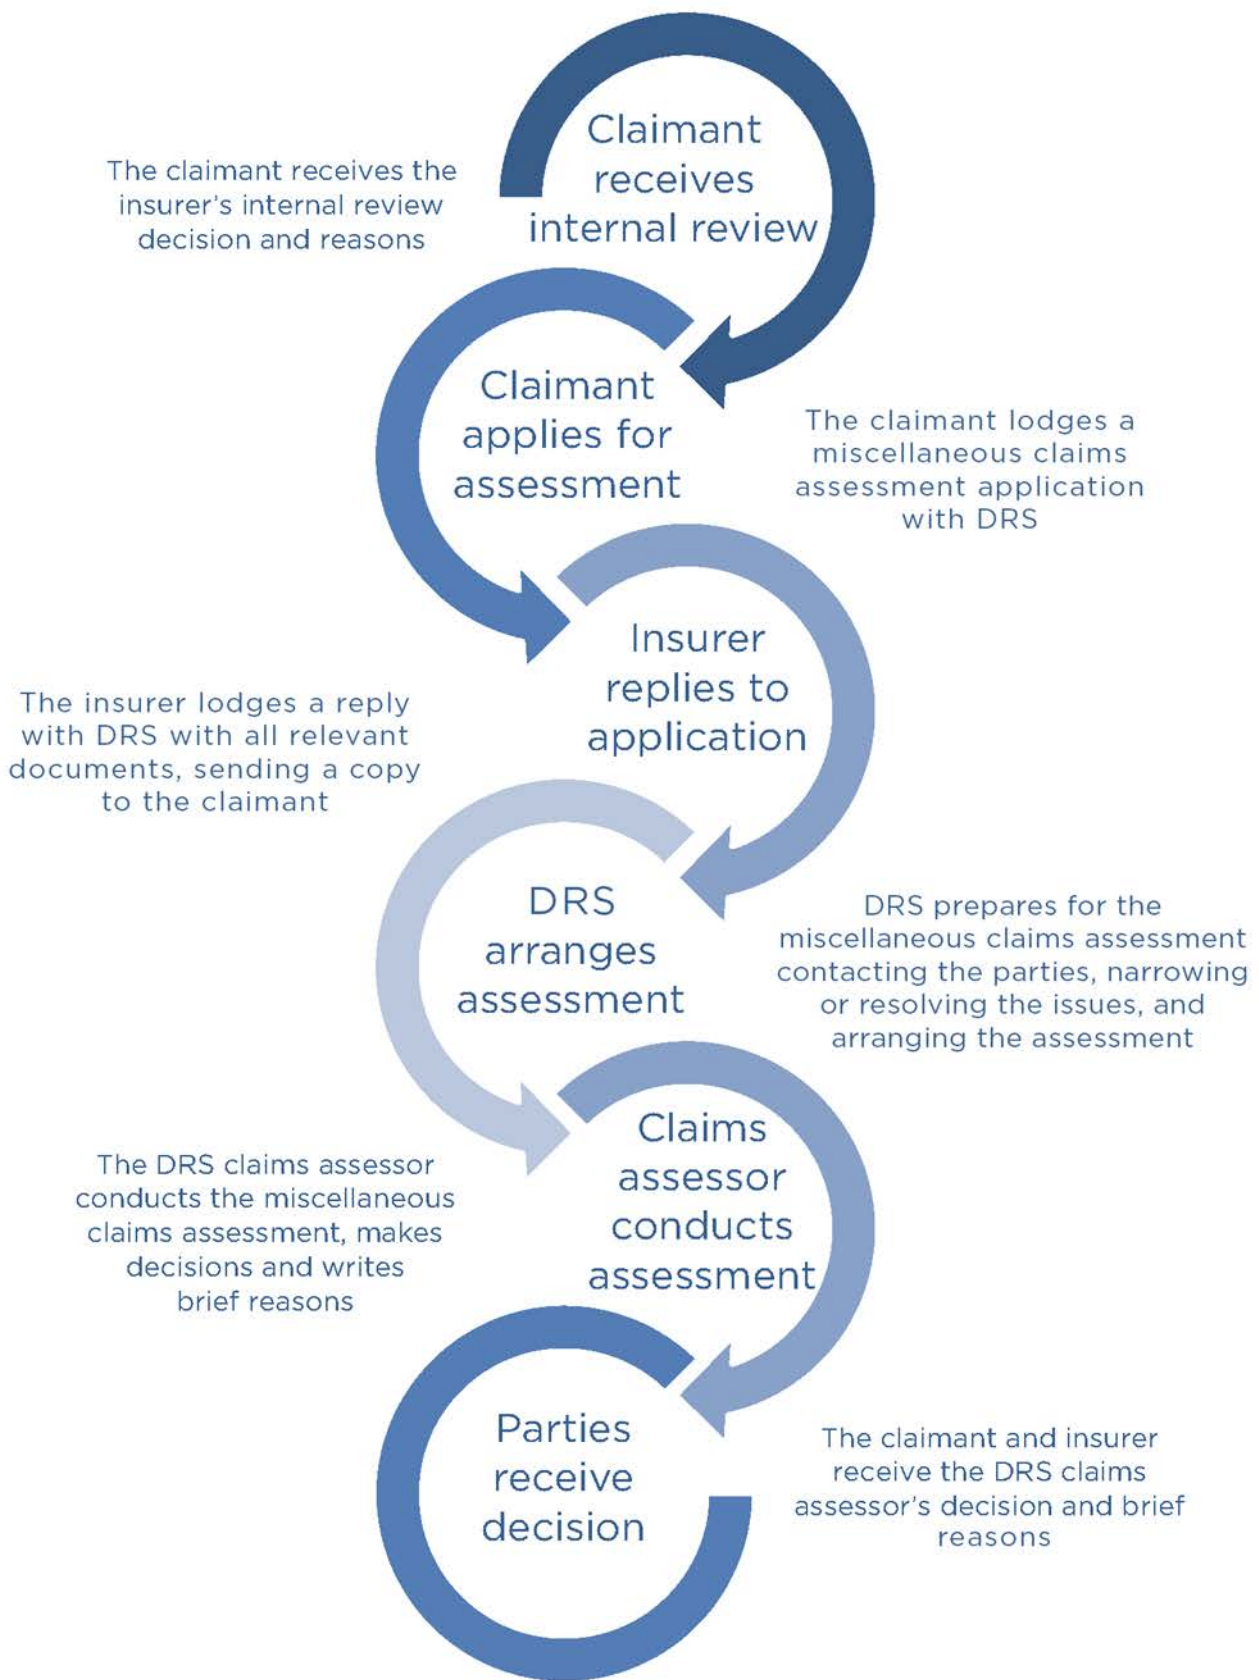 Claimant
receives
internal review
The claimant receives the
insurer's internal review
decision and reasons
Claimant
applies for
assessment
The claimant lodges a
miscellaneous claims
assessment application
with DRS
Insurer
replies to
application
The insurer lodges a reply
with DRS with all relevant
documents, sending a copy
to the claimant
DRS
arranges
assessment
DRS prepares for the
miscellaneous claims assessment
contacting the parties, narrowing
or resolving the issues, and
arranging the assessment
Claims
assessor
conducts
assessment
The DRS claims assessor
conducts the miscellaneous
claims assessment, makes
decisions and writes
brief reasons
Parties
receive
decision
The claimant and insurer
receive the DRS claims
assessor's decision and brief
reasons